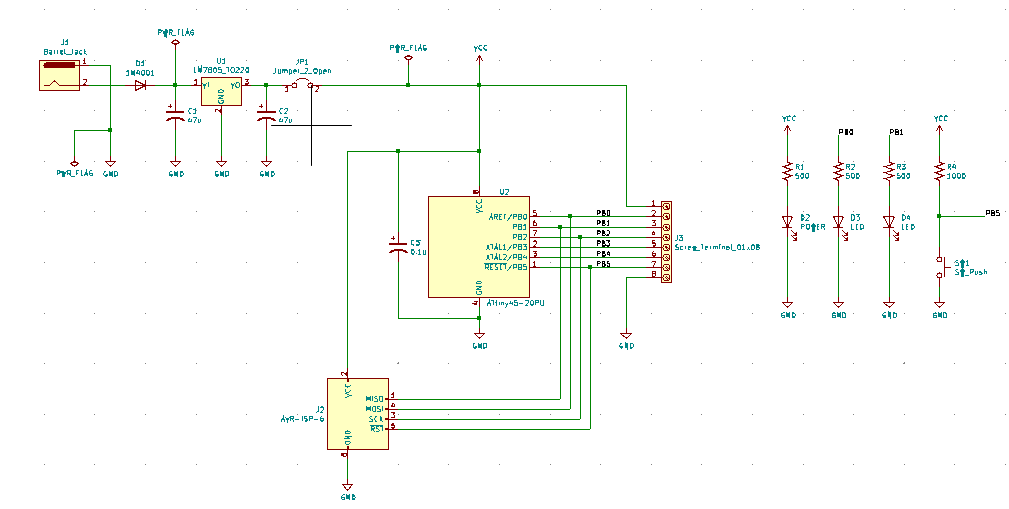 J1
Barrel_Jack
1
2
PWR_FLAG
GND
D1
1N4001
PWR_FLAG
U1
LM7805_TO220
1
VI
VO
3
GND
2
C1
47u
GND
GND
C2
47u
GND
JP1
Jumper_2_Open
1
2
PWR_FLAG
VCC
U2
8
VCC
AREF/PB0
PB1
PB2
XTAL1/PB3
XTAL2/PB4
RESET/PB5
5
6
7
2
3
1
GND
4
ATtiny45-20PU
GND
C3
0.1u
PB0
PB1
PB2
PB3
PB4
PB5
1
2
3
4
5
6
7
8
J3
Screw_Terminal_01x08
GND
J2
AVR-ISP-6
2
VCC
MISO
MOSI
SCK
RST
1
4
3
5
GND
6
GND
VCC
R1
500
D2
POWER
GND
PB0
R2
500
D3
LED
GND
PB1
R3
500
D4
LED
GND
VCC
R4
1000
PB5
SW1
SW_Push
GND